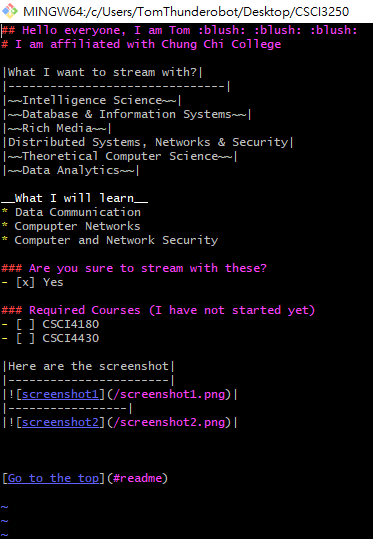 MINGW64:/c/Users/TomThunderobot/Desktop/CSCI3250
## Hello everyone, I am Tom :blush: :blush: :blush:
# I am affiliated with Chung Chi College
|What I want to stream with?|
|-----------------------------|
|~~Intelligence Science~~|
|~~Database & Information Systems~~|
|~~Rich Media~~|
|Distributed Systems, Networks & Security|
|~~Theoretical Computer Science~~|
|~~Data Analytics~~|
__What I will learn__
* Data Communication
* Compupter Networks
* Computer and Network Security
### Are you sure to stream with these?
- [x] Yes
### Required Courses (I have not started yet)
- [ ] CSCI4180
- [ ] CSCI4430
|Here are the screenshot|
|-----------------------|
|![screenshot1](/screenshot1.png)|
|-----------------|
|![screenshot2](/screenshot2.png)|
[Go to the top](#readme)
~
~
~